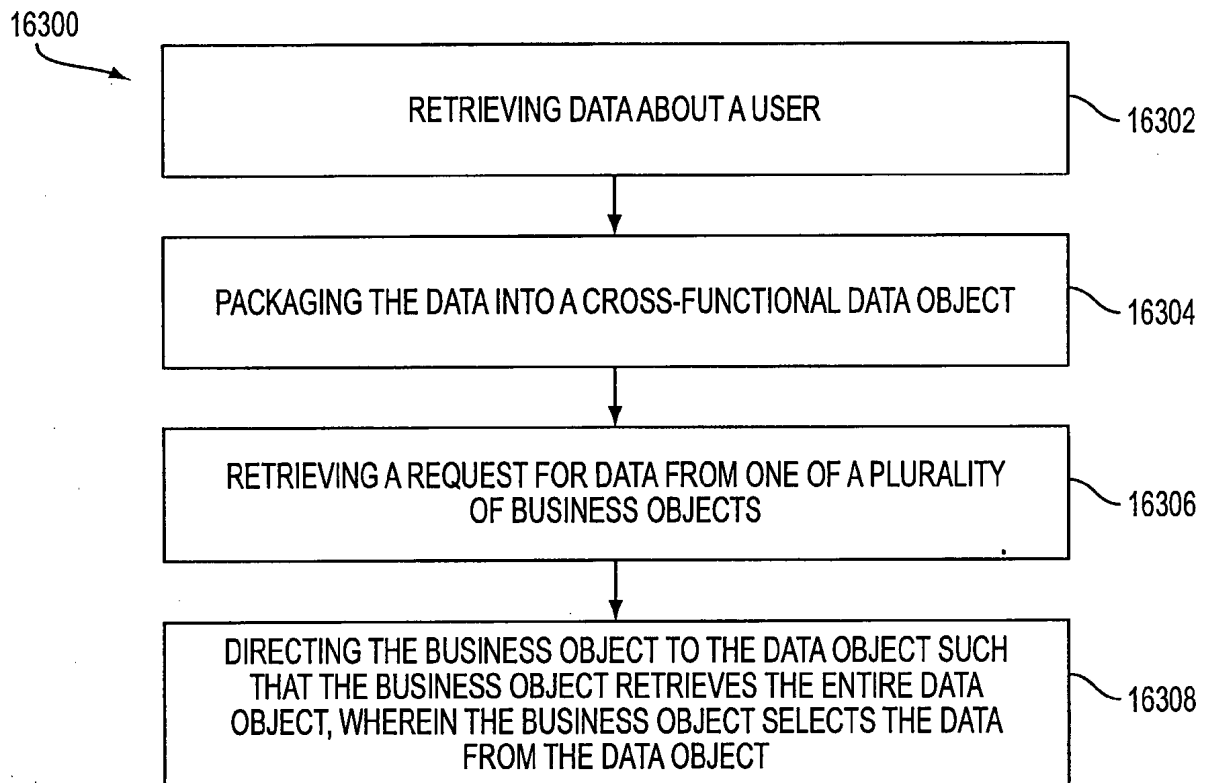 16300
RETRIEVING DATA ABOUT A USER
16302
PACKAGING THE DATA INTO A CROSS-FUNCTIONAL DATA OBJECT
16304
RETRIEVING A REQUEST FOR DATA FROM ONE OF A PLURALITY
OF BUSINESS OBJECTS
16306
DIRECTING THE BUSINESS OBJECT TO THE DATA OBJECT SUCH
THAT THE BUSINESS OBJECT RETRIEVES THE ENTIRE DATA
OBJECT, WHEREIN THE BUSINESS OBJECT SELECTS THE DATA
FROM THE DATA OBJECT
16308